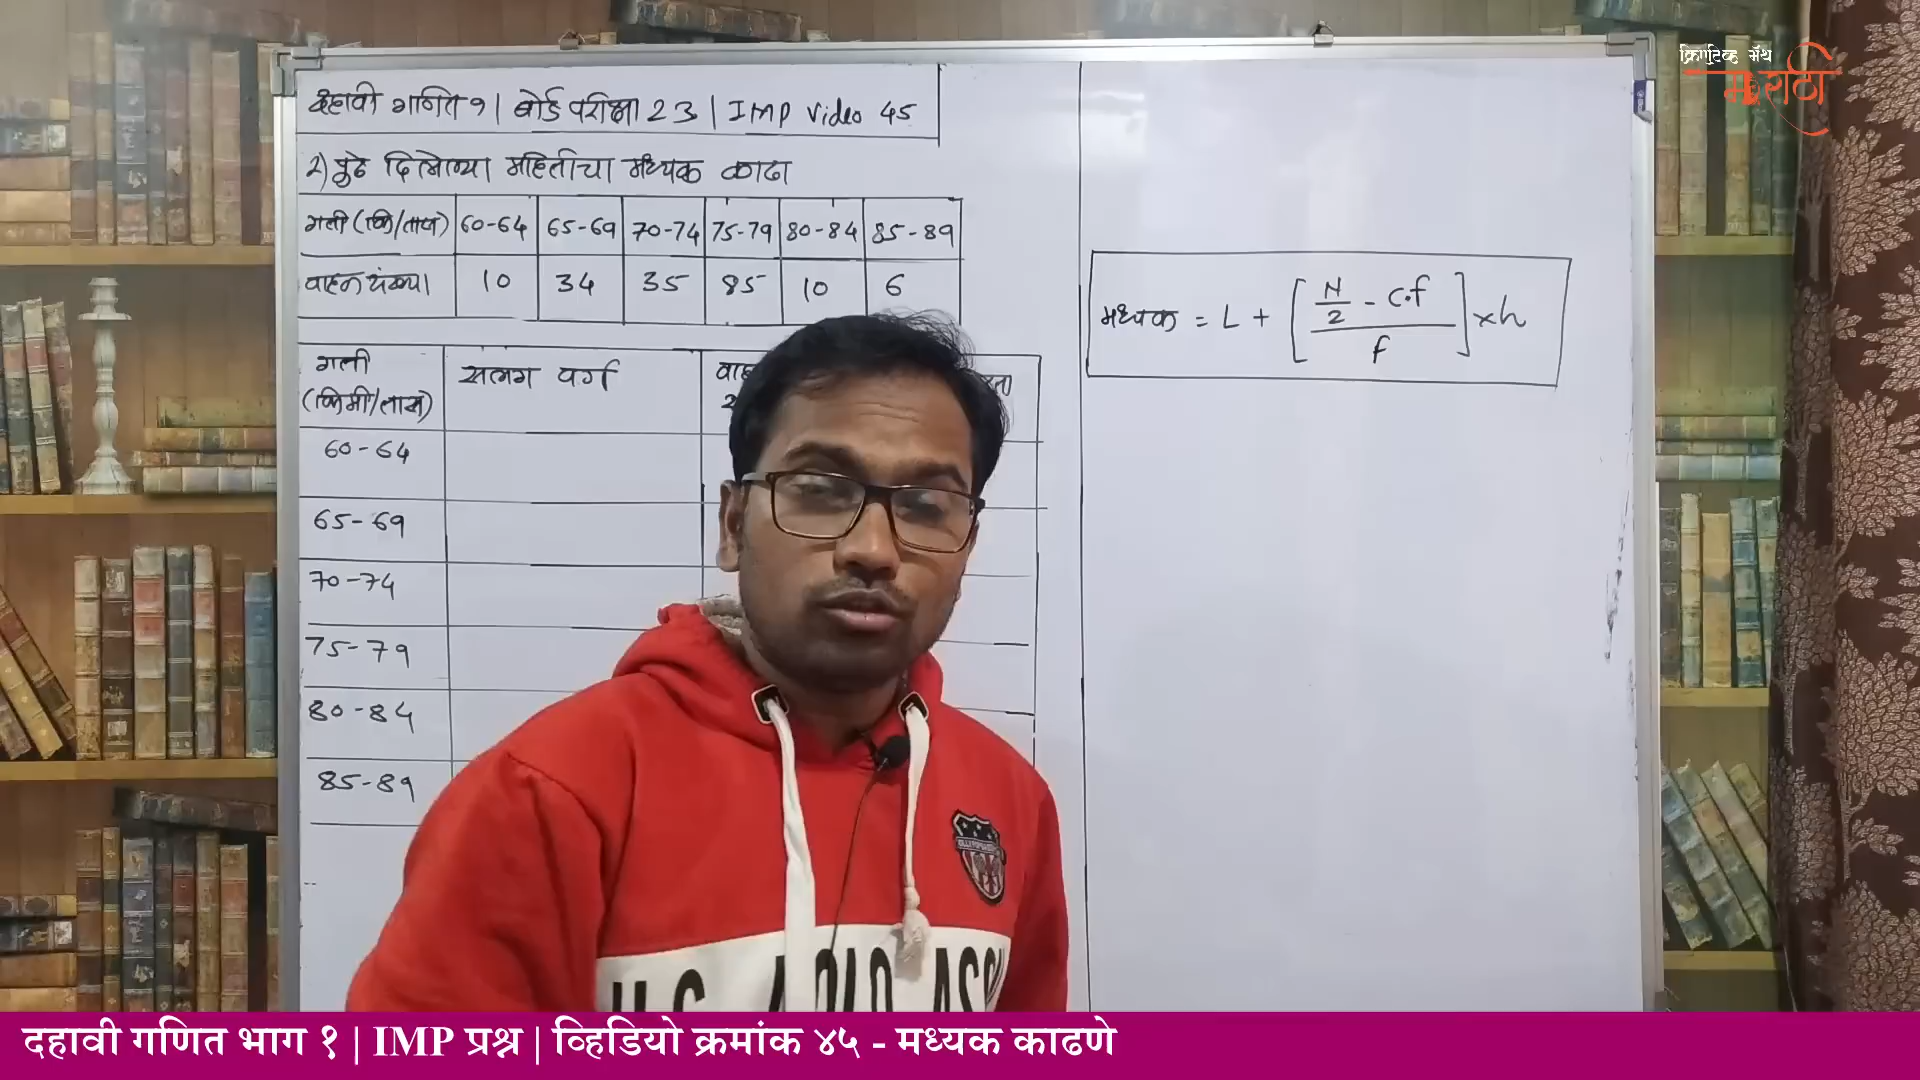 क्रिएटिव्ह मॅथ
मराठी
दहावी गणित १ | बोर्ड परीक्षा 23 | IMP Video 45
2) पुढे दिलेल्या माहितीचा मध्यक काढा
गती (कि/तास) 60-64 65-69 70-74 75-79 80-84 85-89
वाहन संख्या 10 34 35 85 10 6
मध्यक = L + [ (N/2 - c.f) / f ] × h
गती
(किमी/तास)
सलग वर्ग
60-64
65-69
70-74
75-79
80-84
85-89
दहावी गणित भाग १ | IMP प्रश्न | व्हिडियो क्रमांक ४५ - मध्यक काढणे